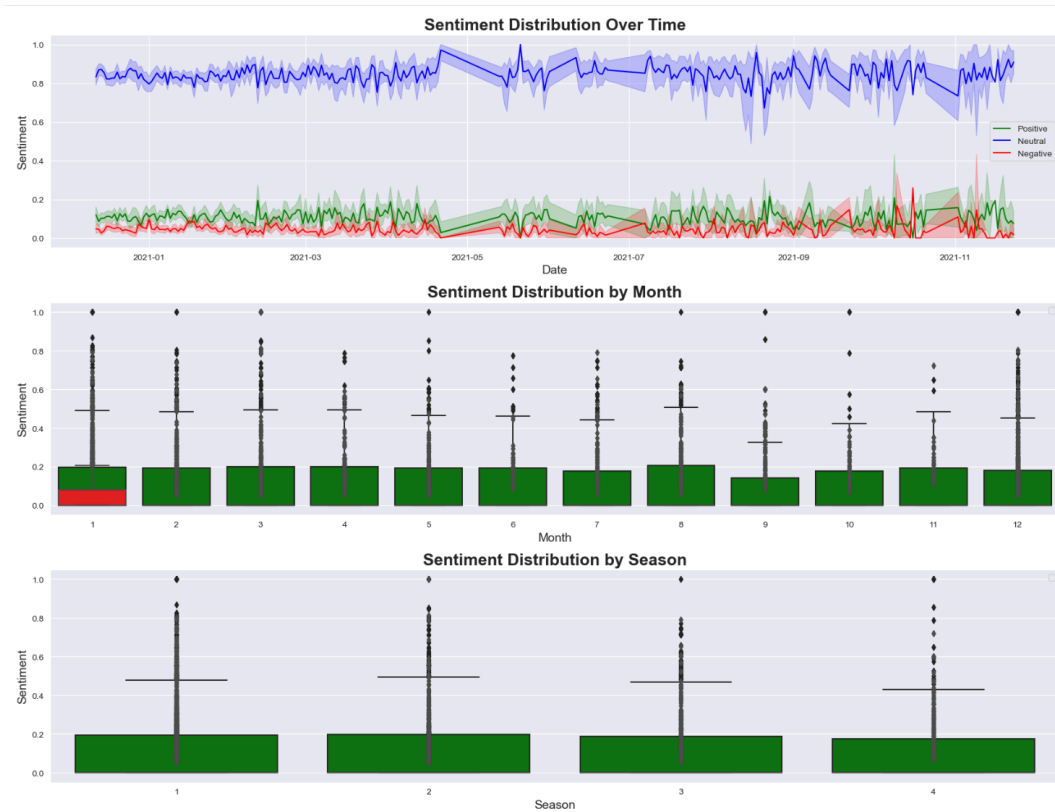 Sentiment Distribution Over Time
1.0
0.8
0.6
0.4
0.2
0.0
Sentiment
Positive
Neutral
Negative
2021-01 2021-03 2021-05 2021-07 2021-09 2021-11
Date
Sentiment Distribution by Month
1.0
0.8
0.6
0.4
0.2
0.0
Sentiment
1 2 3 4 5 6 7 8 9 10 11 12
Month
Sentiment Distribution by Season
1.0
0.8
0.6
0.4
0.2
0.0
Sentiment
1 2 3 4
Season